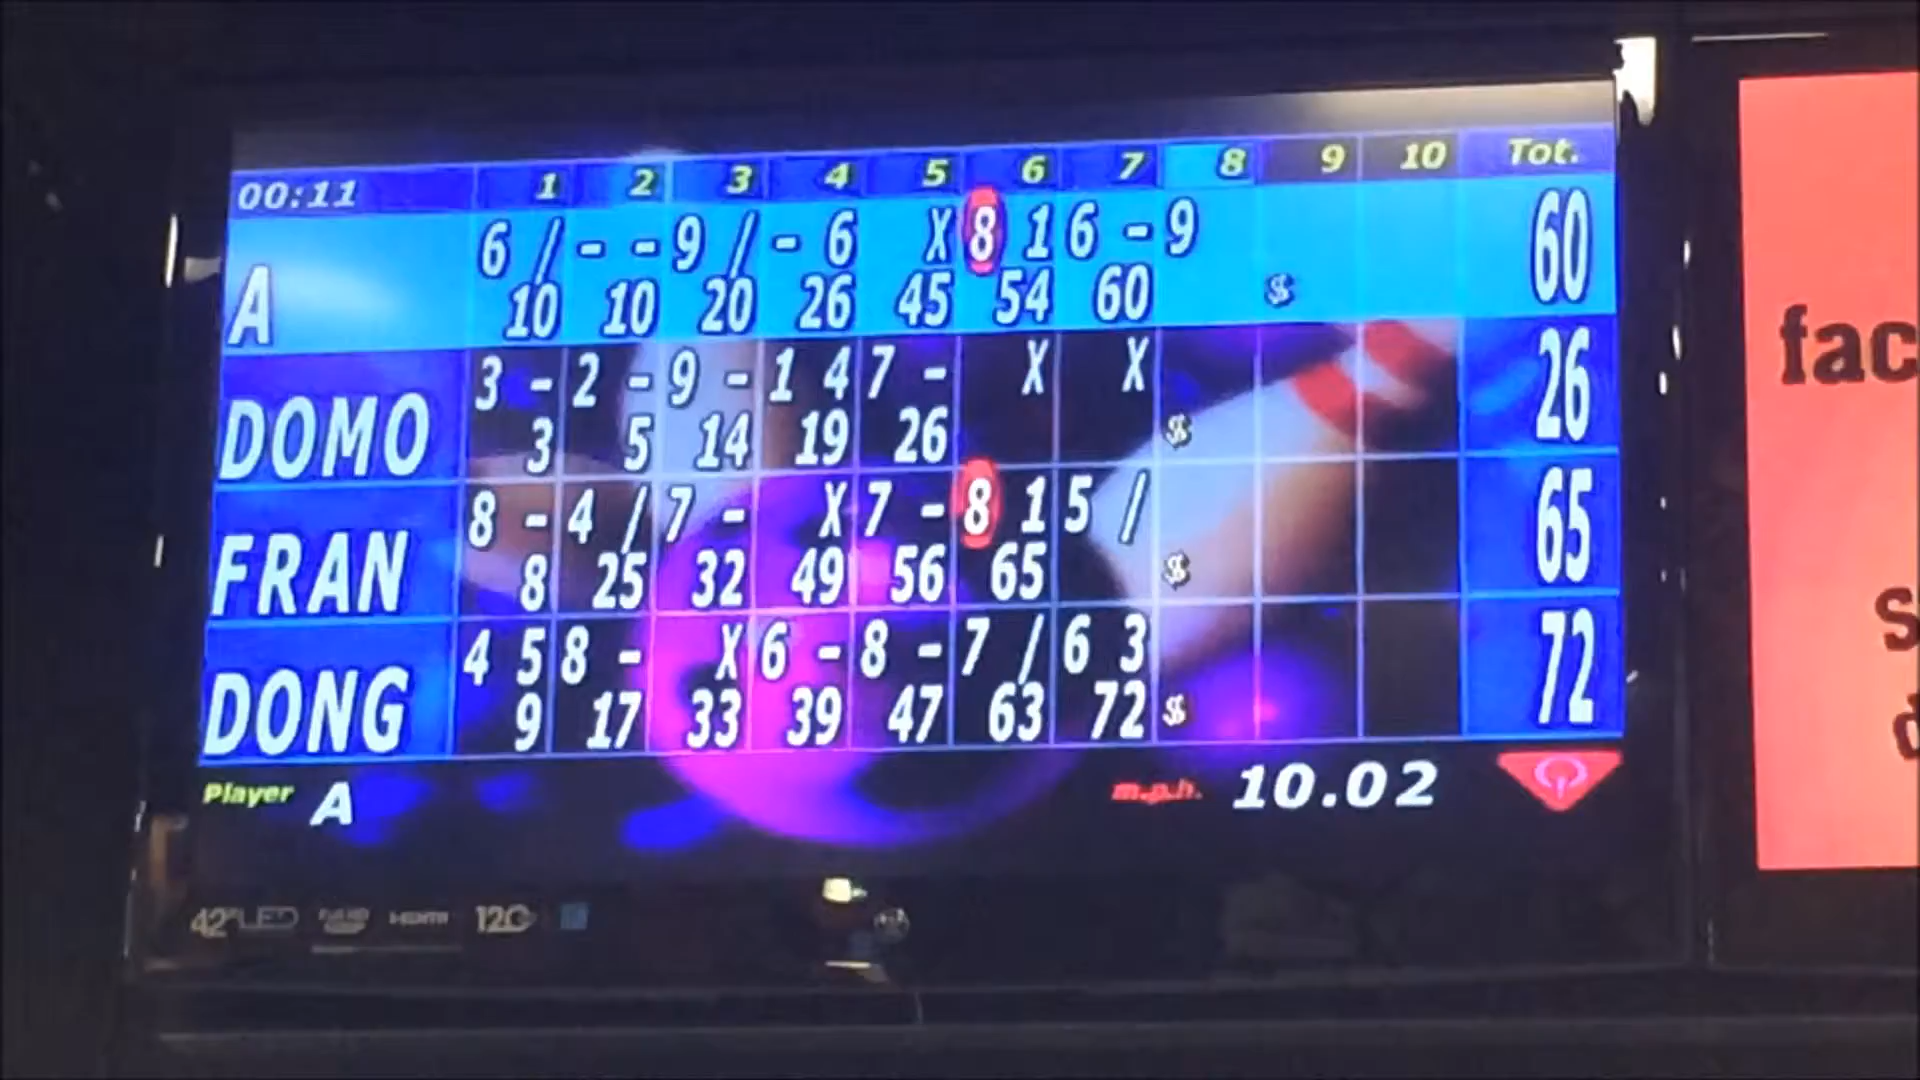 00:11 1 2 3 4 5 6 7 8 9 10 Tot.
6 / - - 9 / - 6 X 8 1 6 - 9
A 10 10 20 26 45 54 60 $ 60
3 - 2 - 9 - 1 4 7 - X X
DOMO 3 5 14 19 26 $ 26
8 - 4 / 7 - X 7 - 8 1 5 /
FRAN 8 25 32 49 56 65 $ 65
4 5 8 - X 6 - 8 - 7 / 6 3
DONG 9 17 33 39 47 63 72 $ 72
Player A m.p.h. 10.02
42" LED HDMI 120
fac
S
d